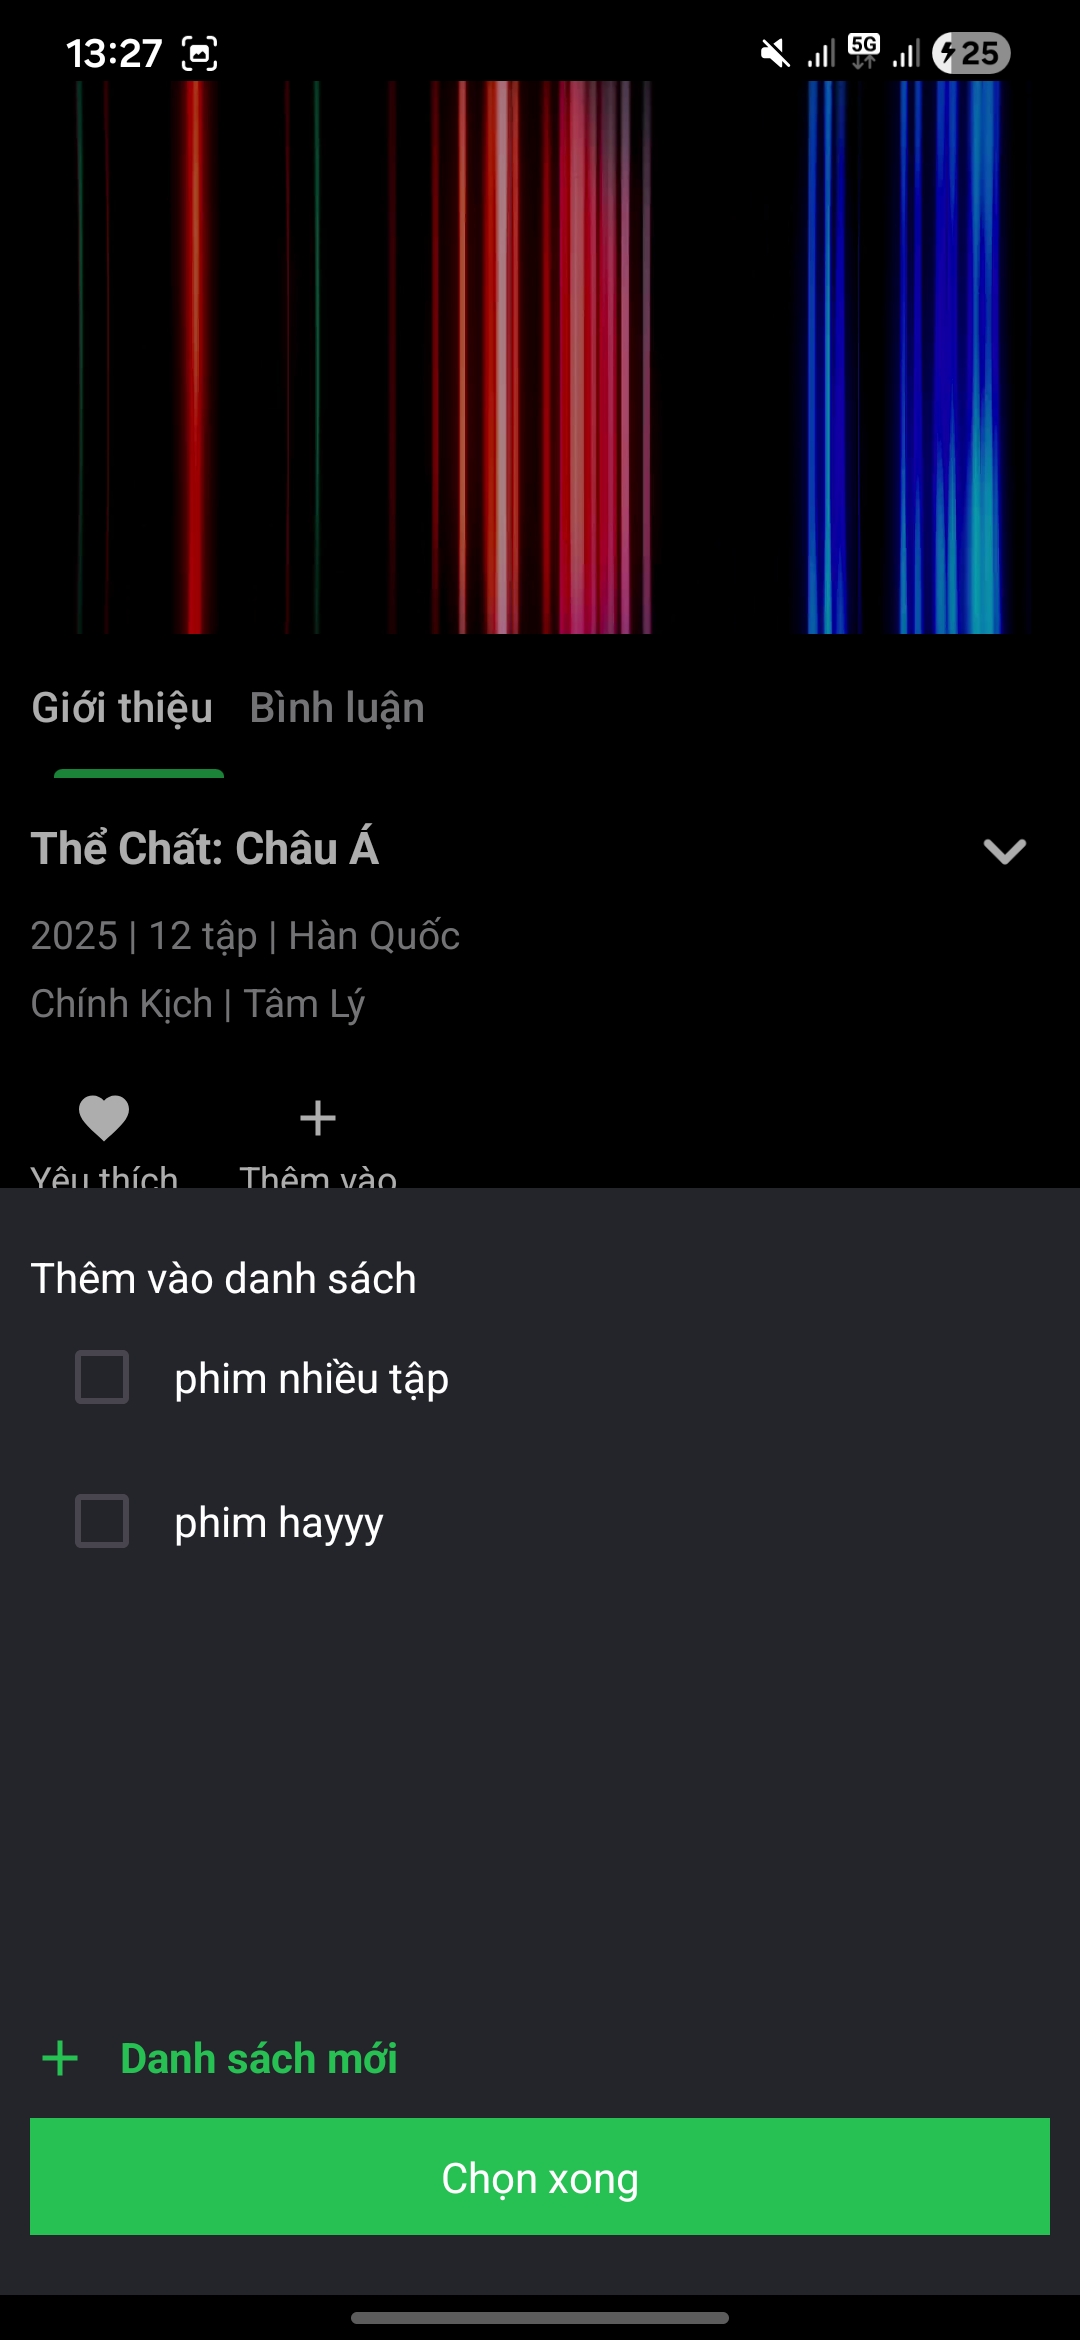 13:27
5G
25
Giới thiệu Bình luận
Thể Chất: Châu Á
2025 | 12 tập | Hàn Quốc
Chính Kịch | Tâm Lý
Yêu thích Thêm vào
Thêm vào danh sách
phim nhiều tập
phim hayyy
Danh sách mới
Chọn xong